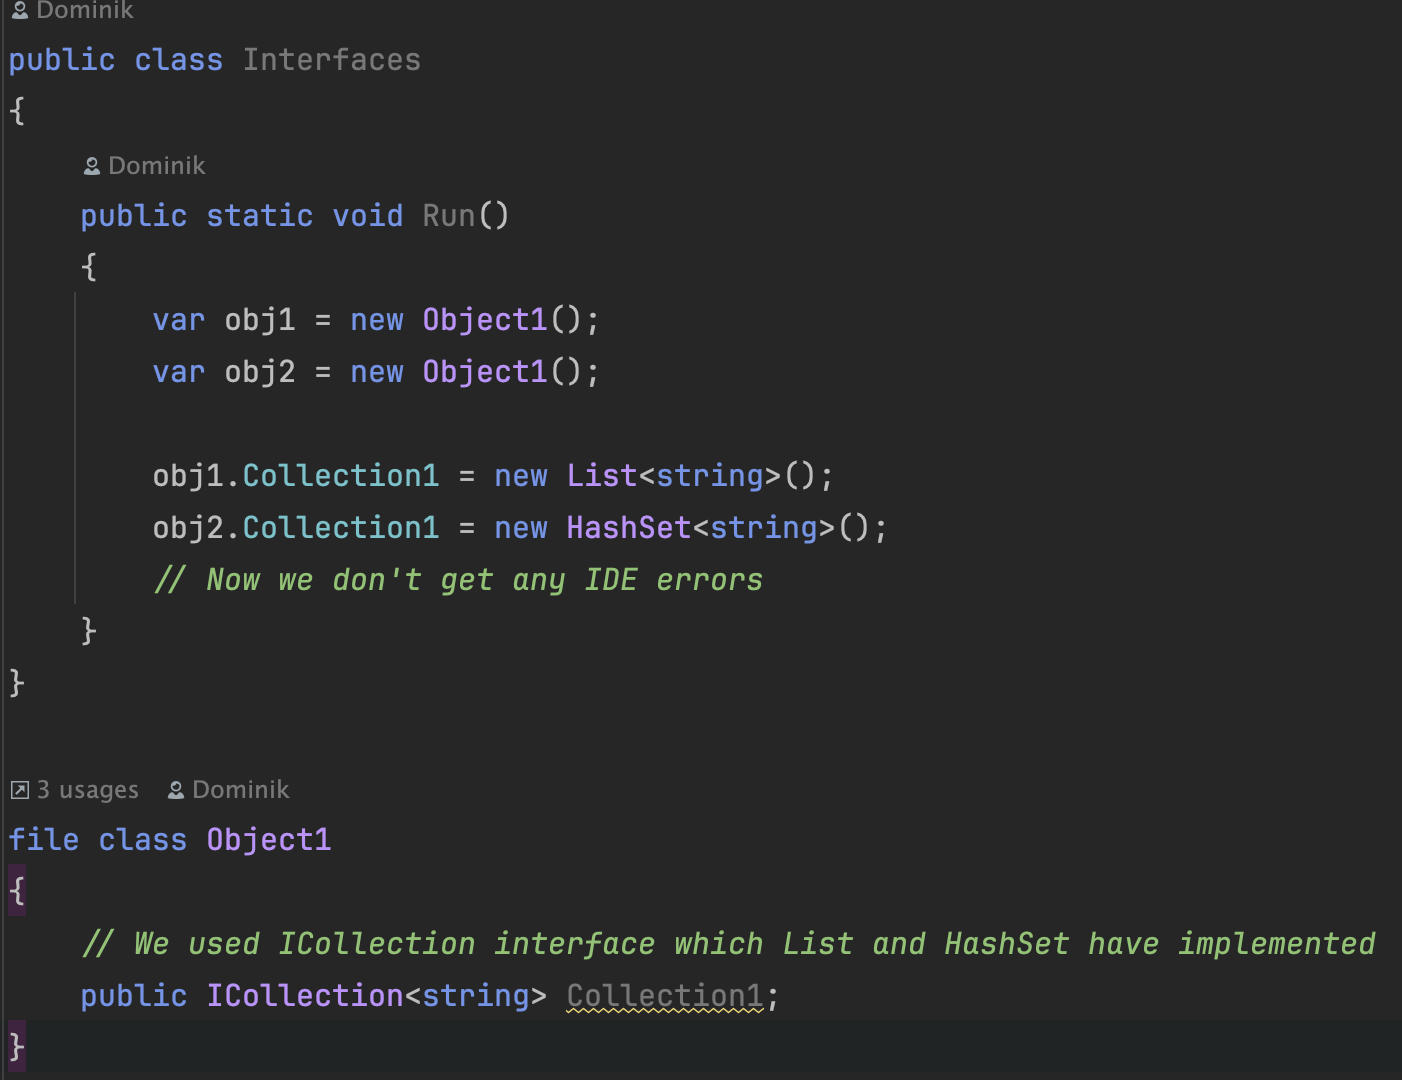 Dominik
public class Interfaces
{
Dominik
public static void Run()
{
var obj1 = new Object1();
var obj2 = new Object1();
obj1.Collection1 = new List<string>();
obj2.Collection1 = new HashSet<string>();
// Now we don't get any IDE errors
}
}
3 usages Dominik
file class Object1
{
// We used ICollection interface which List and HashSet have implemented
public ICollection<string> Collection1;
}